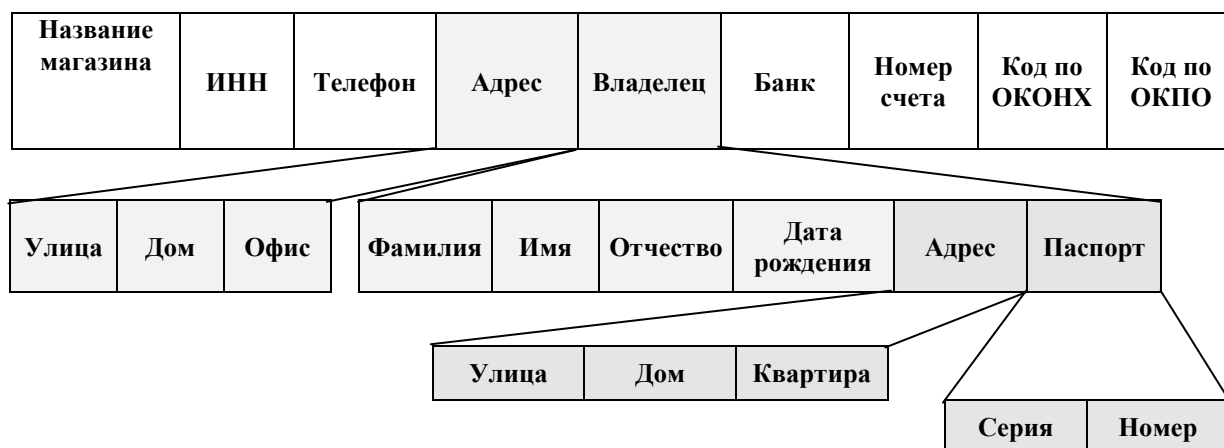 Название
магазина
ИНН
Телефон
Адрес
Владелец
Банк
Номер
счета
Код по
ОКОНХ
Код по
ОКПО
Улица
Дом
Офис
Фамилия
Имя
Отчество
Дата
рождения
Адрес
Паспорт
Улица
Дом
Квартира
Серия
Номер